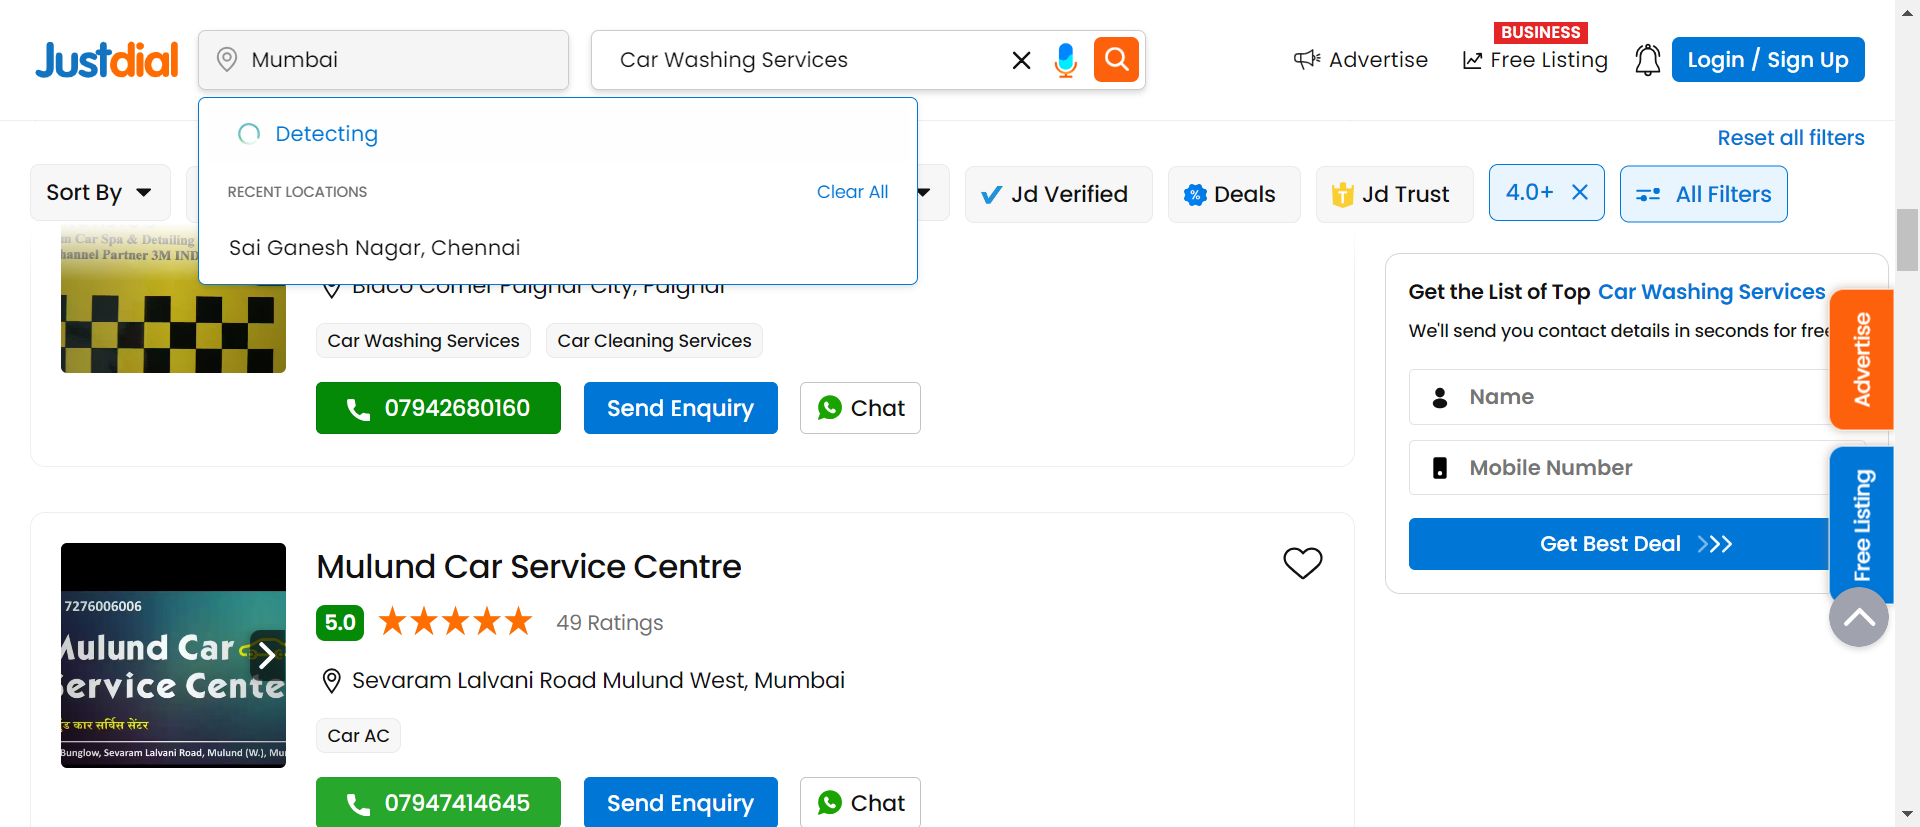 Justdial
Mumbai
Car Washing Services
Advertise
BUSINESS
Free Listing
Login / Sign Up
Detecting
RECENT LOCATIONS
Clear All
Sai Ganesh Nagar, Chennai
Reset all filters
Sort By
Jd Verified
Deals
Jd Trust
4.0+
All Filters
m Car Spa & Detailing
hannel Partner 3M IND
Palghar City, Palghar
Car Washing Services
Car Cleaning Services
07942680160
Send Enquiry
Chat
Get the List of Top Car Washing Services
We'll send you contact details in seconds for free
Name
Mobile Number
Get Best Deal
Advertise
Free Listing
7276006006
Mulund Car
Service Cente
कार सर्विस सेंटर
Bunglow, Sevaram Lalvani Road, Mulund (W.), Mu
Mulund Car Service Centre
5.0
49 Ratings
Sevaram Lalvani Road Mulund West, Mumbai
Car AC
07947414645
Send Enquiry
Chat